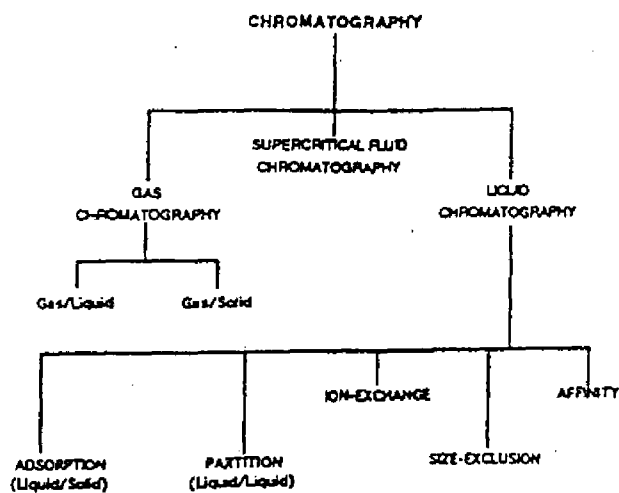 CHROMATOGRAPHY
SUPERCRITICAL FLUID
CHROMATOGRAPHY
GAS
CHROMATOGRAPHY
LIQUID
CHROMATOGRAPHY
Gas/Liquid
Gas/Solid
ION-EXCHANGE
AFFINITY
ADSORPTION
(Liquid/Solid)
PARTITION
(Liquid/Liquid)
SIZE-EXCLUSION